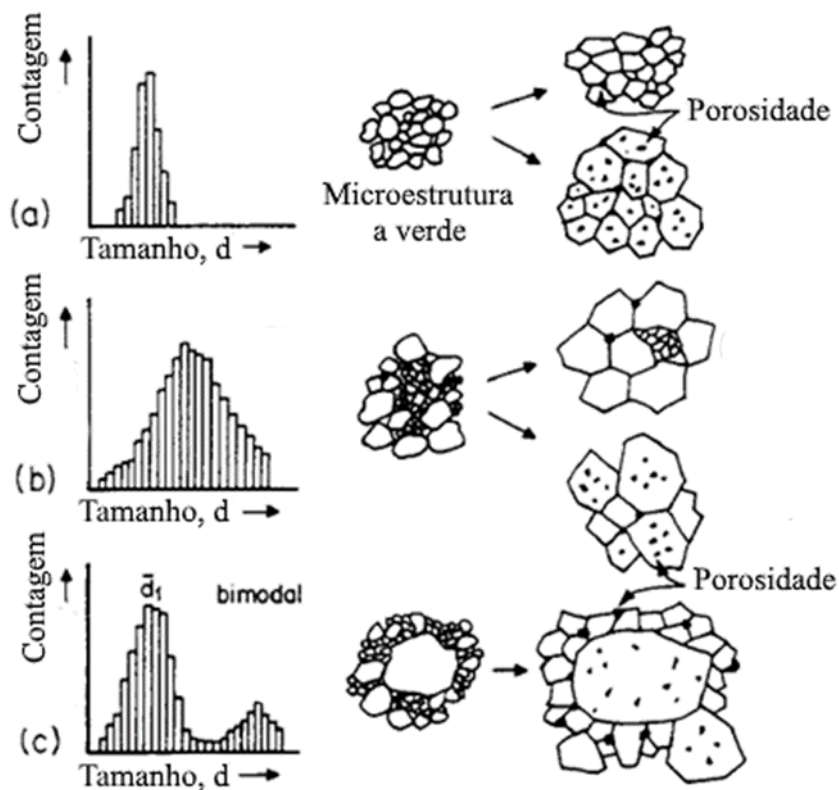 Contagem
(a)
Tamanho, d
Microestrutura
a verde
Porosidade
Contagem
(b)
Tamanho, d
Contagem
d̄₁
bimodal
(c)
Tamanho, d
Porosidade